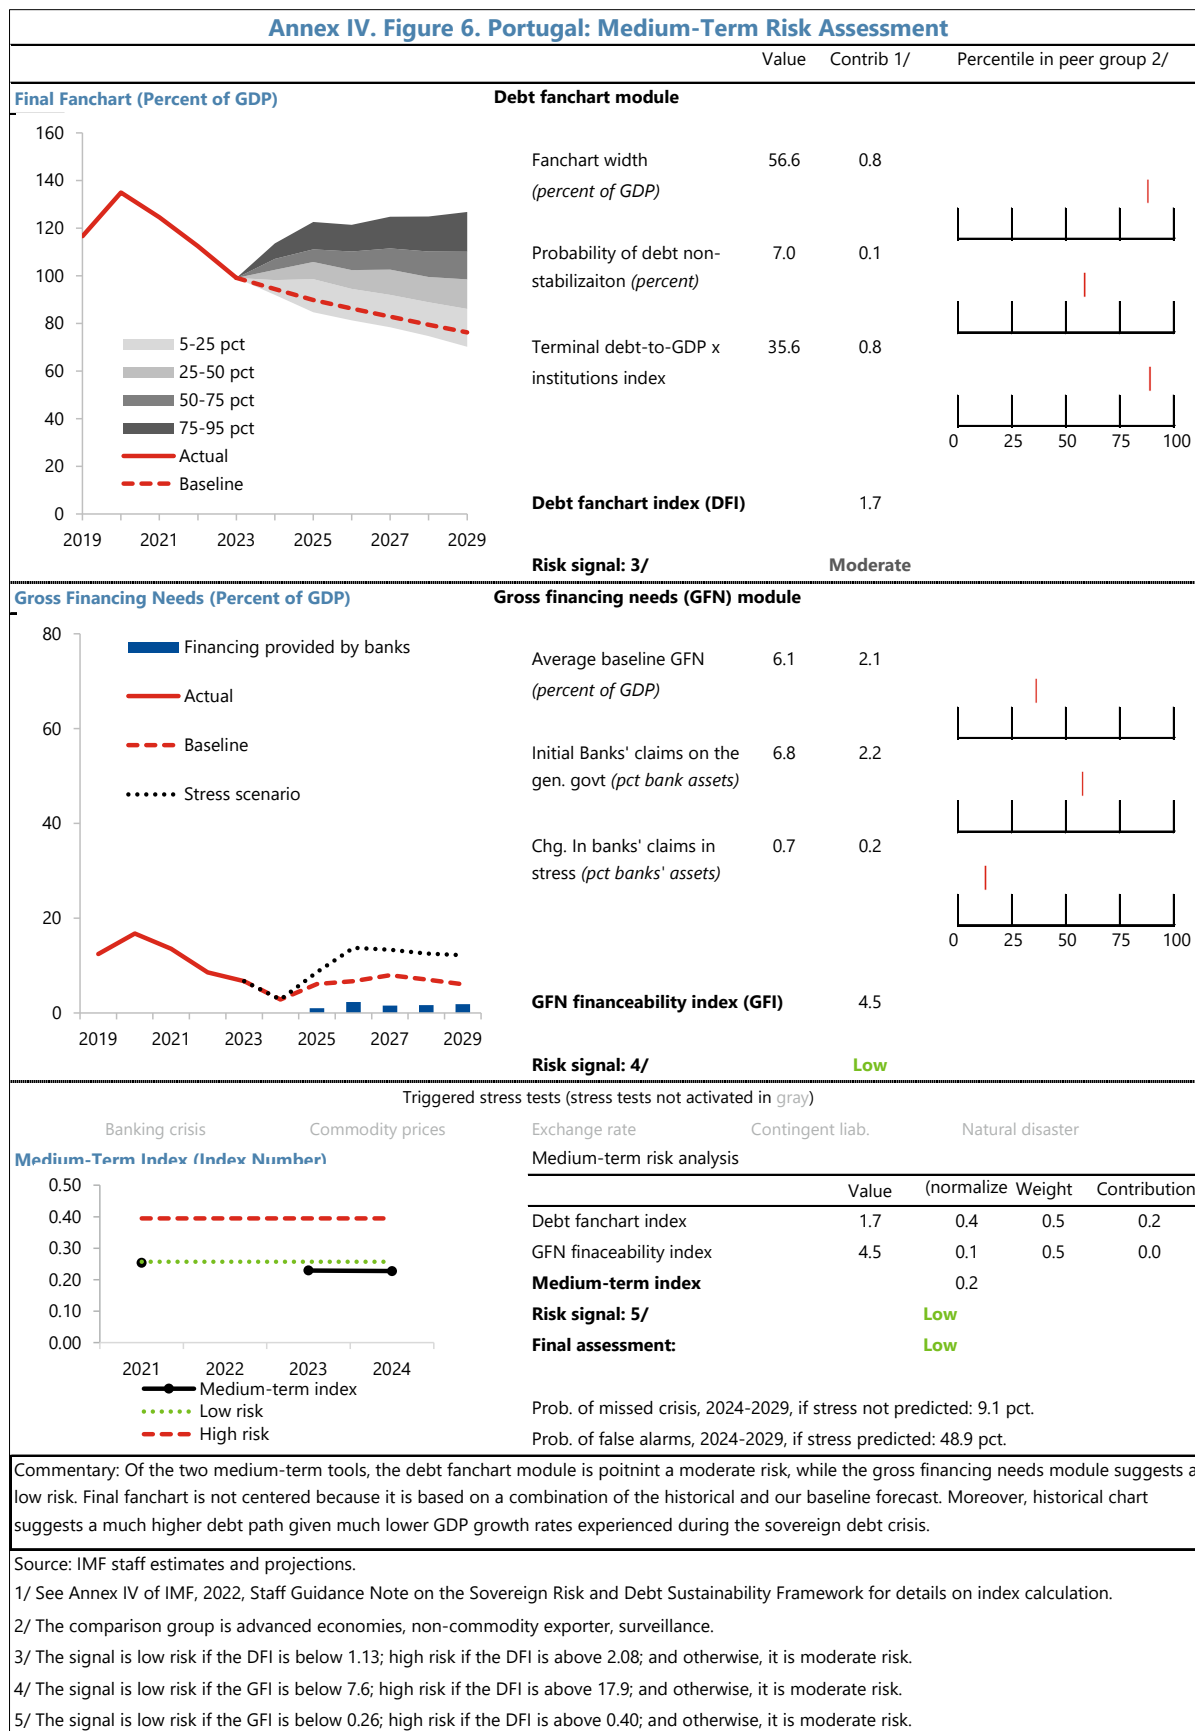 Annex IV. Figure 6. Portugal: Medium-Term Risk Assessment
Value Contrib 1/ Percentile in peer group 2/
Final Fanchart (Percent of GDP)
Debt fanchart module
160
140
120
100
80
60
40
20
0
5-25 pct
25-50 pct
50-75 pct
75-95 pct
Actual
Baseline
2019 2021 2023 2025 2027 2029
Fanchart width 56.6 0.8
(percent of GDP)
Probability of debt non- 7.0 0.1
stabilizaiton (percent)
Terminal debt-to-GDP x 35.6 0.8
institutions index
0 25 50 75 100
Debt fanchart index (DFI) 1.7
Risk signal: 3/ Moderate
Gross Financing Needs (Percent of GDP)
Gross financing needs (GFN) module
80
60
40
20
0
Financing provided by banks
Actual
Baseline
Stress scenario
2019 2021 2023 2025 2027 2029
Average baseline GFN 6.1 2.1
(percent of GDP)
Initial Banks' claims on the 6.8 2.2
gen. govt (pct bank assets)
Chg. In banks' claims in 0.7 0.2
stress (pct banks' assets)
0 25 50 75 100
GFN financeability index (GFI) 4.5
Risk signal: 4/ Low
Triggered stress tests (stress tests not activated in gray)
Banking crisis Commodity prices Exchange rate Contingent liab. Natural disaster
Medium-Term Index (Index Number)
0.50
0.40
0.30
0.20
0.10
0.00
2021 2022 2023 2024
Medium-term index
Low risk
High risk
Medium-term risk analysis
Value (normalize Weight Contribution
Debt fanchart index 1.7 0.4 0.5 0.2
GFN finaceability index 4.5 0.1 0.5 0.0
Medium-term index 0.2
Risk signal: 5/ Low
Final assessment: Low
Prob. of missed crisis, 2024-2029, if stress not predicted: 9.1 pct.
Prob. of false alarms, 2024-2029, if stress predicted: 48.9 pct.
Commentary: Of the two medium-term tools, the debt fanchart module is poitnint a moderate risk, while the gross financing needs module suggests a
low risk. Final fanchart is not centered because it is based on a combination of the historical and our baseline forecast. Moreover, historical chart
suggests a much higher debt path given much lower GDP growth rates experienced during the sovereign debt crisis.
Source: IMF staff estimates and projections.
1/ See Annex IV of IMF, 2022, Staff Guidance Note on the Sovereign Risk and Debt Sustainability Framework for details on index calculation.
2/ The comparison group is advanced economies, non-commodity exporter, surveillance.
3/ The signal is low risk if the DFI is below 1.13; high risk if the DFI is above 2.08; and otherwise, it is moderate risk.
4/ The signal is low risk if the GFI is below 7.6; high risk if the DFI is above 17.9; and otherwise, it is moderate risk.
5/ The signal is low risk if the GFI is below 0.26; high risk if the DFI is above 0.40; and otherwise, it is moderate risk.